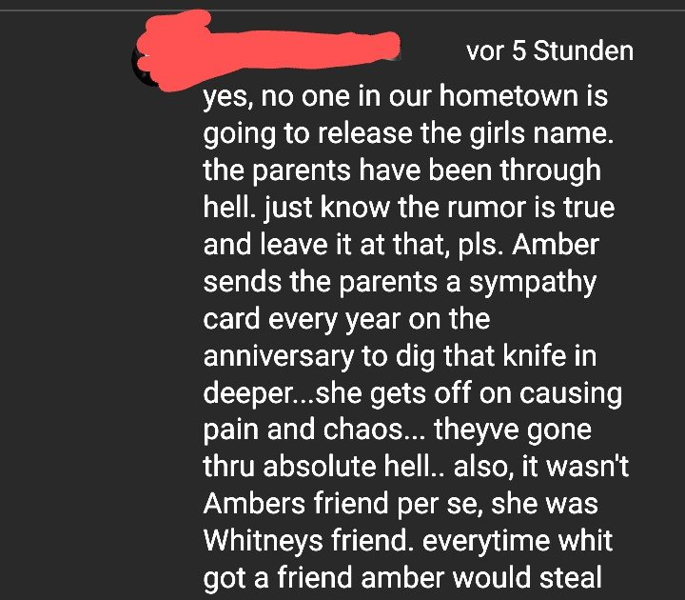 vor 5 Stunden
yes, no one in our hometown is
going to release the girls name.
the parents have been through
hell. just know the rumor is true
and leave it at that, pls. Amber
sends the parents a sympathy
card every year on the
anniversary to dig that knife in
deeper...she gets off on causing
pain and chaos... theyve gone
thru absolute hell.. also, it wasn't
Ambers friend per se, she was
Whitneys friend. everytime whit
got a friend amber would steal